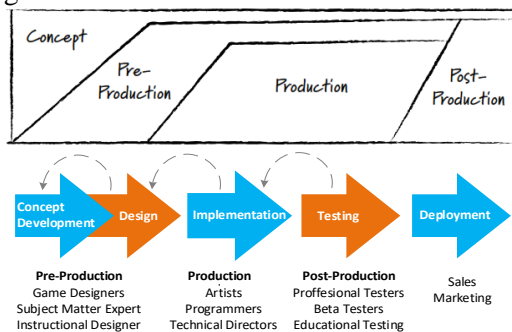 Concept
Pre-
Production
Production
Post-
Production
Concept
Development
Design
Implementation
Testing
Deployment
Pre-Production
Game Designers
Subject Matter Expert
Instructional Designer
Production
Artists
Programmers
Technical Directors
Post-Production
Proffesional Testers
Beta Testers
Educational Testing
Sales
Marketing